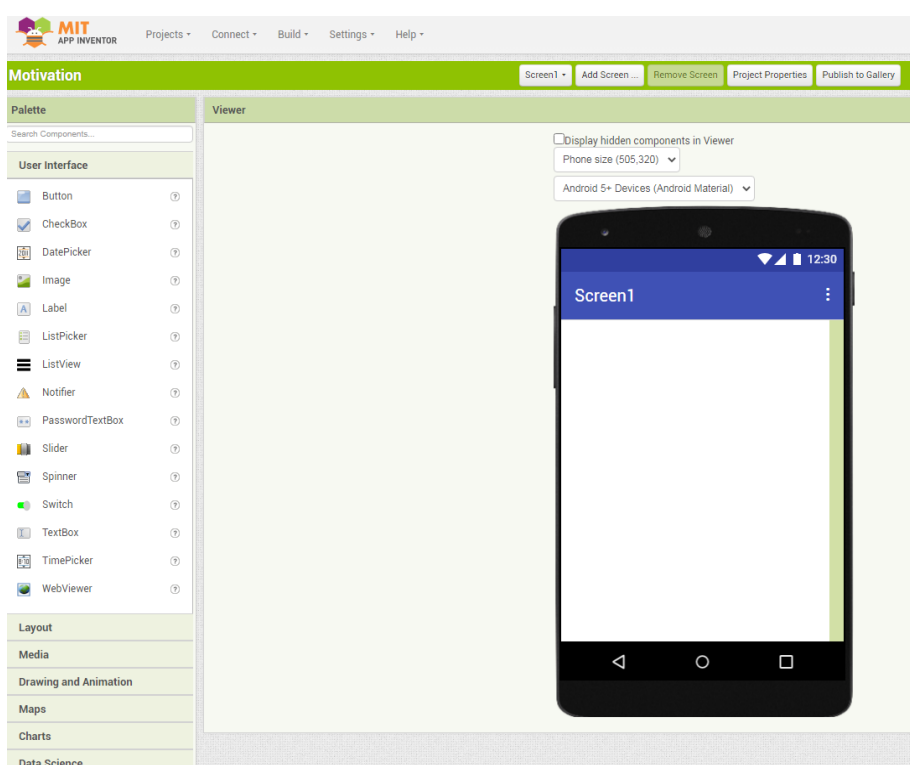 MIT
APP INVENTOR
Projects Connect Build Settings Help
Motivation
Screen1 Add Screen ... Remove Screen Project Properties Publish to Gallery
Palette
Search Components...
User Interface
Button
CheckBox
DatePicker
Image
Label
ListPicker
ListView
Notifier
PasswordTextBox
Slider
Spinner
Switch
TextBox
TimePicker
WebViewer
Layout
Media
Drawing and Animation
Maps
Charts
Data Science
Viewer
Display hidden components in Viewer
Phone size (505,320)
Android 5+ Devices (Android Material)
12:30
Screen1